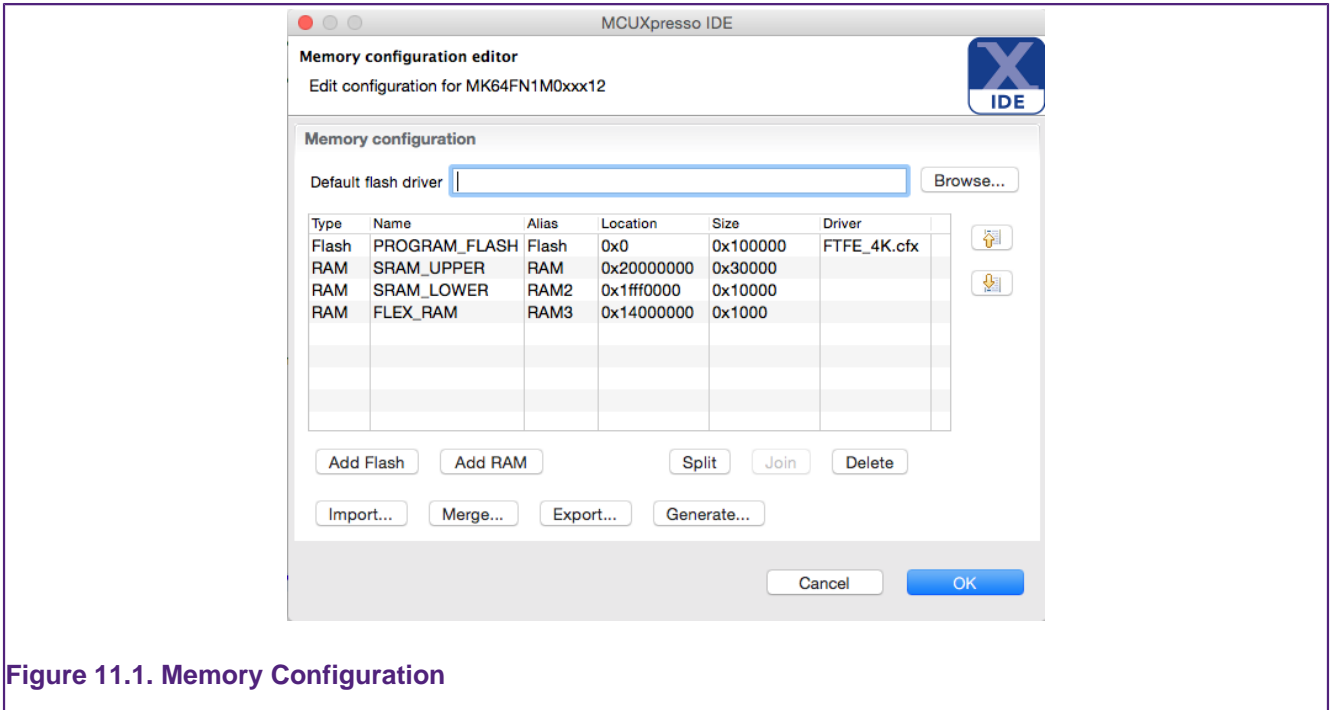 MCUXpresso IDE
Memory configuration editor
Edit configuration for MK64FN1M0xxx12
X
IDE
Memory configuration
Default flash driver
Browse...
Type Name Alias Location Size Driver
Flash PROGRAM_FLASH Flash 0x0 0x100000 FTFE_4K.cfx
RAM SRAM_UPPER RAM 0x20000000 0x30000
RAM SRAM_LOWER RAM2 0x1fff0000 0x10000
RAM FLEX_RAM RAM3 0x14000000 0x1000
Add Flash Add RAM Split Join Delete
Import... Merge... Export... Generate...
Cancel OK
Figure 11.1. Memory Configuration